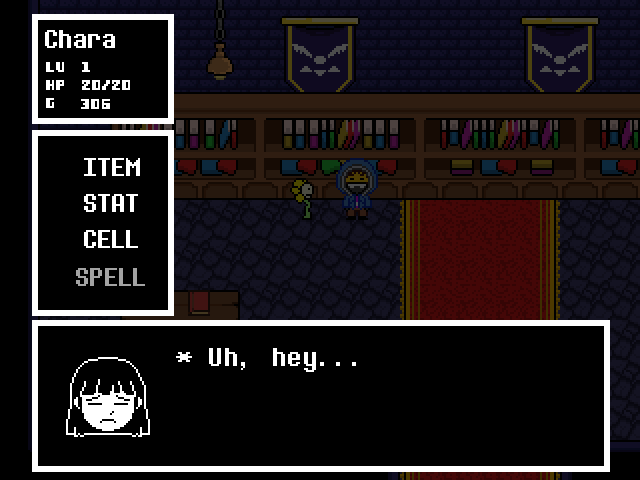 Chara
LV 1
HP 20/20
G 306
ITEM
STAT
CELL
SPELL
* Uh, hey...